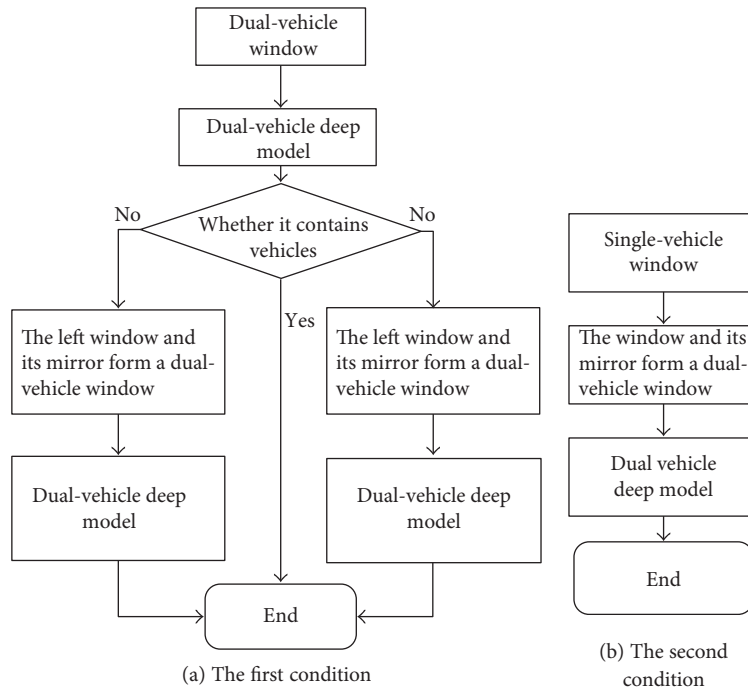 Dual-vehicle
window
Dual-vehicle deep
model
No
Whether it contains
vehicles
No
Yes
The left window and
its mirror form a dual-
vehicle window
The left window and
its mirror form a dual-
vehicle window
Dual-vehicle deep
model
Dual-vehicle deep
model
End
(a) The first condition
Single-vehicle
window
The window and its
mirror form a dual-
vehicle window
Dual vehicle
deep model
End
(b) The second
condition